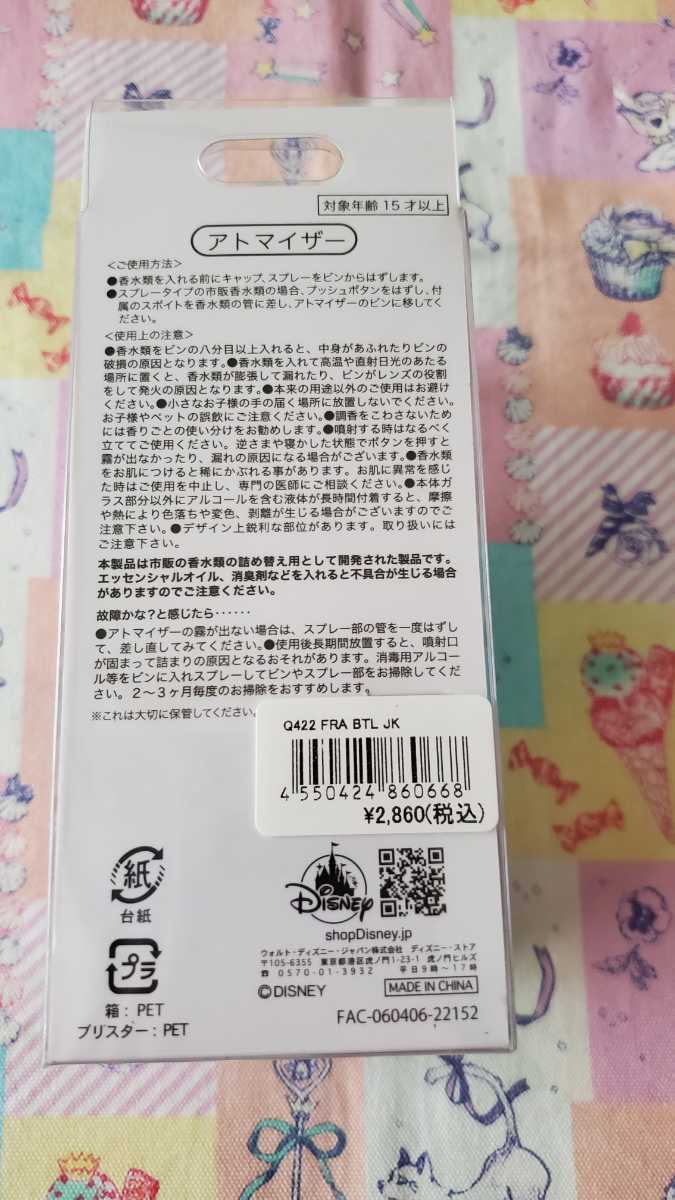 対象年齢15才以上
アトマイザー
<ご使用方法>
●香水類を入れる前にキャップ、スプレーをビンからはずします。
●スプレータイプの市販香水類の場合、プッシュボタンをはずし、付
属のスポイトを香水類の管に差し、アトマイザーのビンに移してく
ださい。
<使用上の注意>
●香水類をビンの八分目以上入れると、中身があふれたりビンの
破損の原因となります。●香水類を入れて高温や直射日光のあたる
場所に置くと、香水類が膨張して漏れたり、ビンがレンズの役割
をして発火の原因となります。●本来の用途以外のご使用はお避け
ください。●小さなお子様の手の届く場所に放置しないでください。
お子様やペットの誤飲にご注意ください。●調香をこわさないため
には香りごとの使い分けをお勧めします。●噴射する時はなるべく
立ててご使用ください。逆さまや寝かした状態でボタンを押すと
霧が出なかったり、漏れの原因になる場合がございます。●香水類
をお肌につけると稀にかぶれる事があります。お肌に異常を感じ
た時はご使用を中止し、専門の医師にご相談ください。●本体ガ
ラス部分以外にアルコールを含む液体が長時間付着すると、摩擦
や熱により色落ちや変色、剥離が生じる場合がございますのでご
注意下さい。●デザイン上鋭利な部位があります。取り扱いには
ご注意下さい。
本製品は市販の香水類の詰め替え用として開発された製品です。
エッセンシャルオイル、消臭剤などを入れると不具合が生じる場合
がありますのでご注意ください。
故障かな?と感じたら‥‥‥
●アトマイザーの霧が出ない場合は、スプレー部の管を一度はずし
て、差し直してみてください。●使用後長期間放置すると、噴射口
が固まって詰まりの原因となるおそれがあります。消毒用アルコー
ル等をビンに入れスプレーしてビンやスプレー部をお掃除してくだ
さい。2〜3ヶ月毎度のお掃除をおすすめします。
※これは大切に保管してください。
Q422 FRA BTL JK
4 550424 860668
¥2,860(税込)
紙
台紙
プラ
箱:PET
ブリスター:PET
Disney
shopDisney.jp
ウォルト・ディズニー・ジャパン株式会社 ディズニー・ストア
〒105-6355 東京都港区虎ノ門1-23-1 虎ノ門ヒルズ
☎ 0570-01-3932 平日9時〜17時
©DISNEY
MADE IN CHINA
FAC-060406-22152